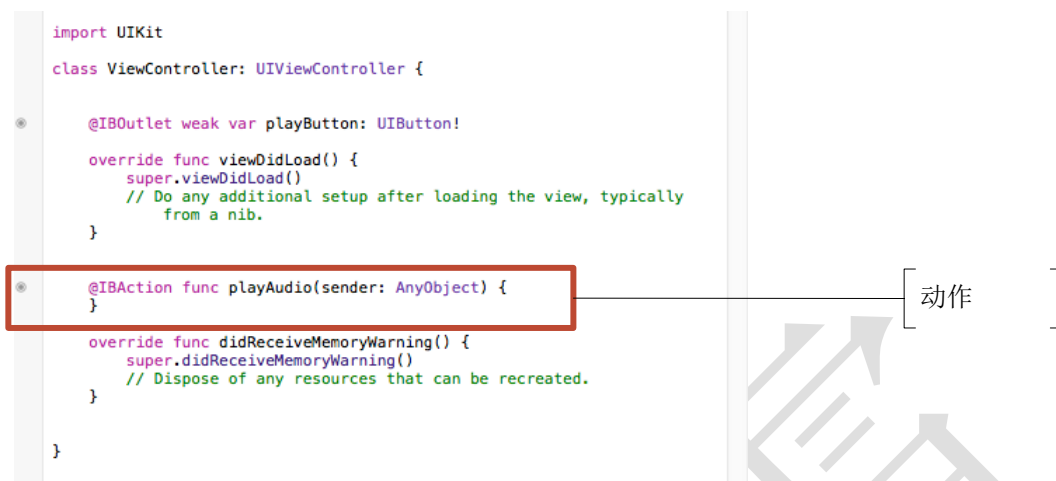 import UIKit
class ViewController: UIViewController {
@IBOutlet weak var playButton: UIButton!
override func viewDidLoad() {
super.viewDidLoad()
// Do any additional setup after loading the view, typically
from a nib.
}
@IBAction func playAudio(sender: AnyObject) {
}
动作
override func didReceiveMemoryWarning() {
super.didReceiveMemoryWarning()
// Dispose of any resources that can be recreated.
}
}